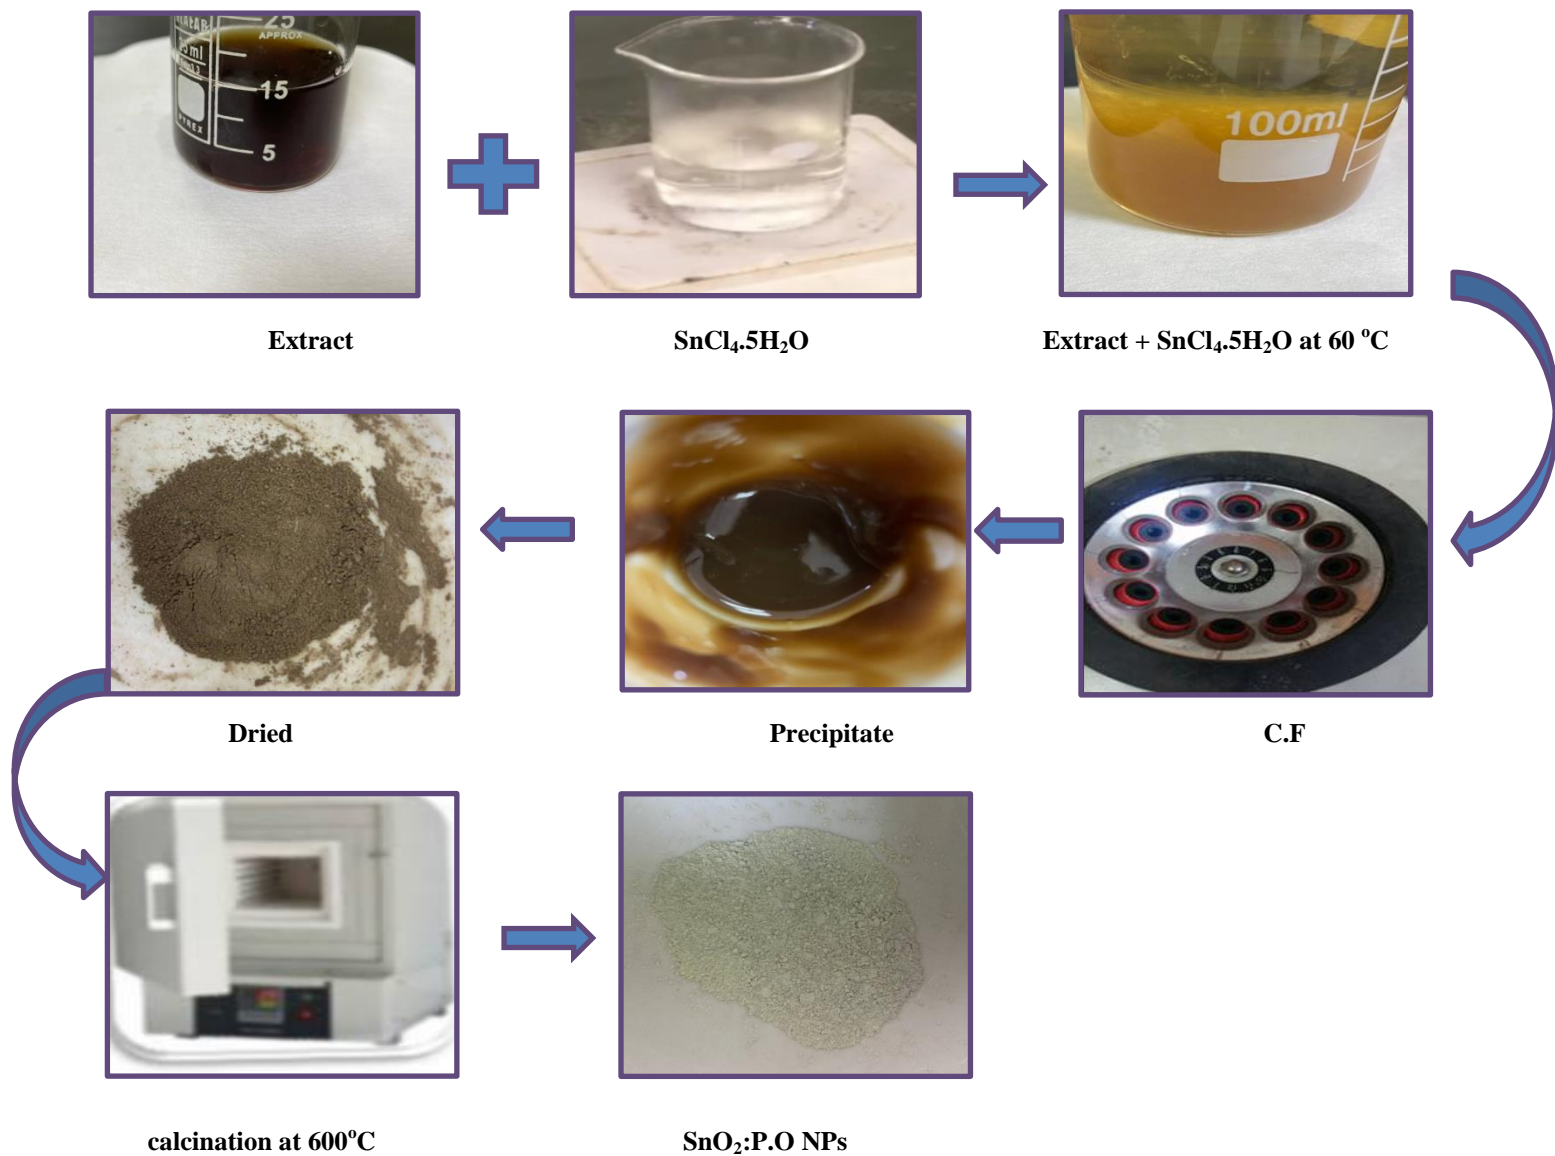 25
APPROX
15
5
PYREX
100ml
Extract
SnCl₄.5H₂O
Extract + SnCl₄.5H₂O at 60 °C
Dried
Precipitate
C.F
calcination at 600°C
SnO₂:P.O NPs